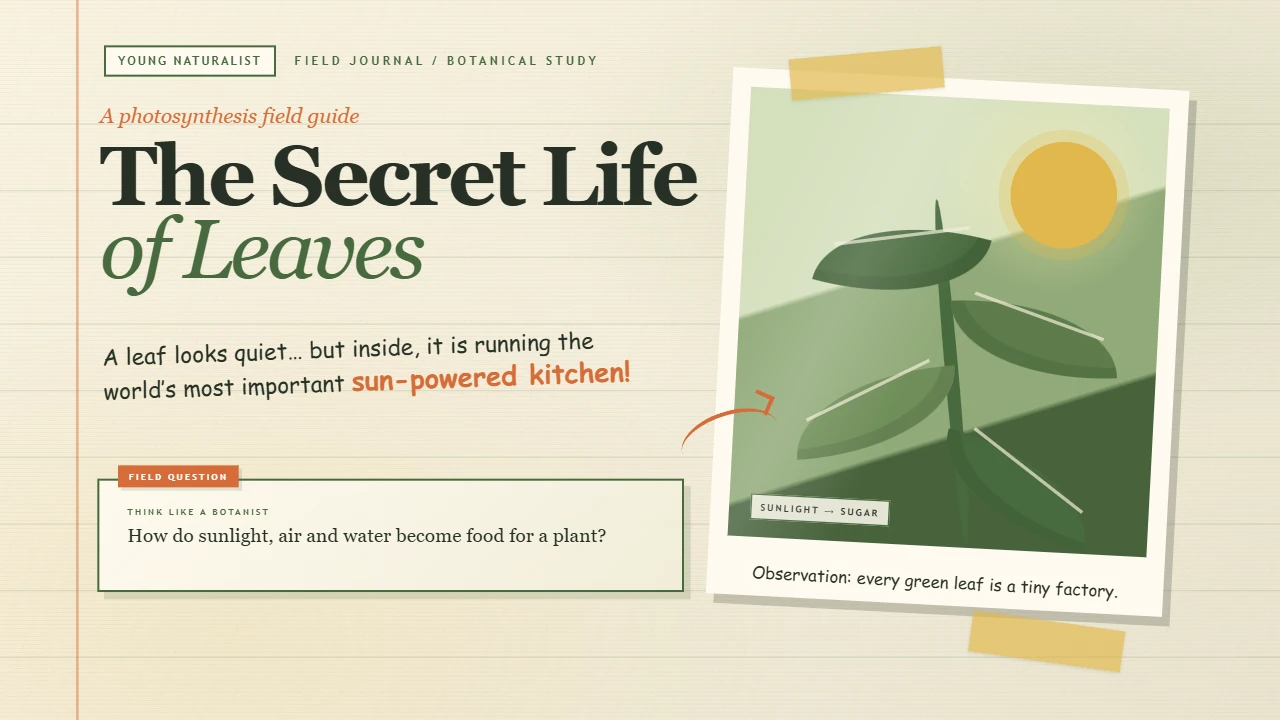 YOUNG NATURALIST
FIELD JOURNAL / BOTANICAL STUDY
A photosynthesis field guide
The Secret Life
of Leaves
A leaf looks quiet... but inside, it is running the
world's most important sun-powered kitchen!
FIELD QUESTION
THINK LIKE A BOTANIST
How do sunlight, air and water become food for a plant?
SUNLIGHT → SUGAR
Observation: every green leaf is a tiny factory.